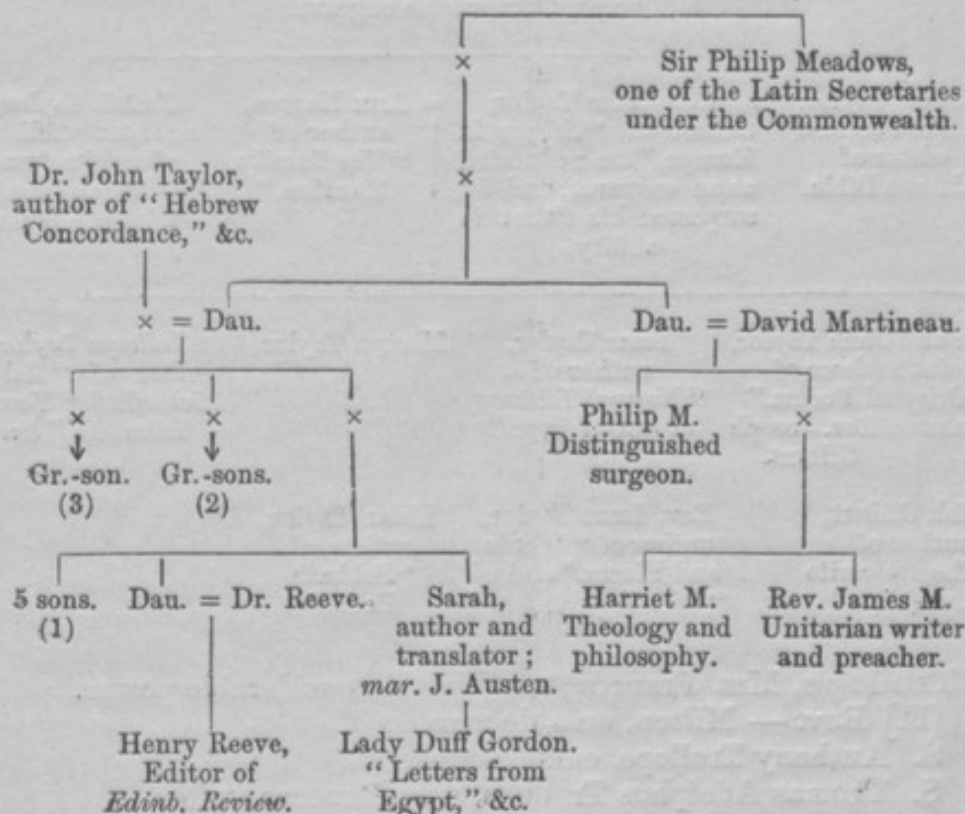 ×
Sir Philip Meadows,
one of the Latin Secretaries
under the Commonwealth.
Dr. John Taylor,
author of “Hebrew
Concordance,” &c.
×
× = Dau.
Dau. = David Martineau.
×
×
×
Philip M.
Distinguished
surgeon.
×
Gr.-son.
(3)
Gr.-sons.
(2)
5 sons.
(1)
Dau. = Dr. Reeve.
Sarah,
author and
translator ;
mar. J. Austen.
Harriet M.
Theology and
philosophy.
Rev. James M.
Unitarian writer
and preacher.
Henry Reeve,
Editor of
Edinb. Review.
Lady Duff Gordon.
“Letters from
Egypt,” &c.